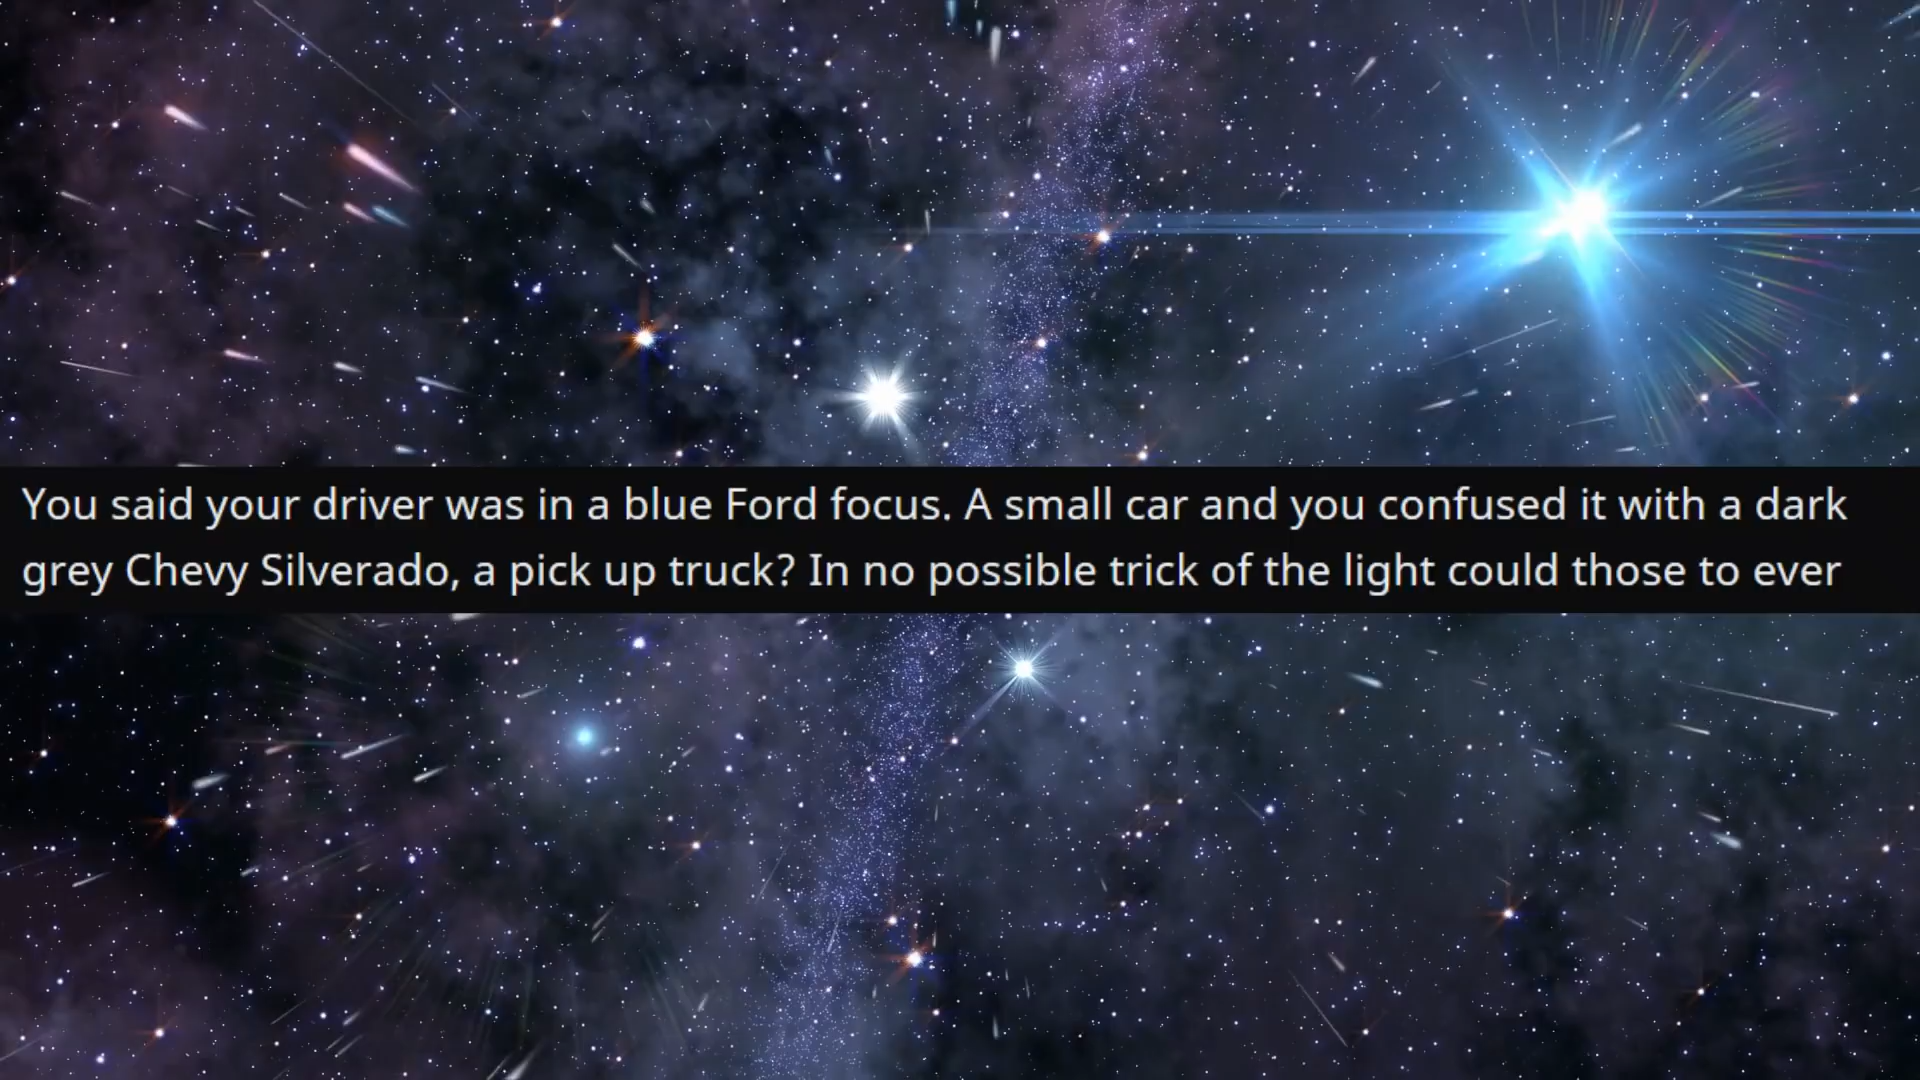 You said your driver was in a blue Ford focus. A small car and you confused it with a dark
grey Chevy Silverado, a pick up truck? In no possible trick of the light could those to ever